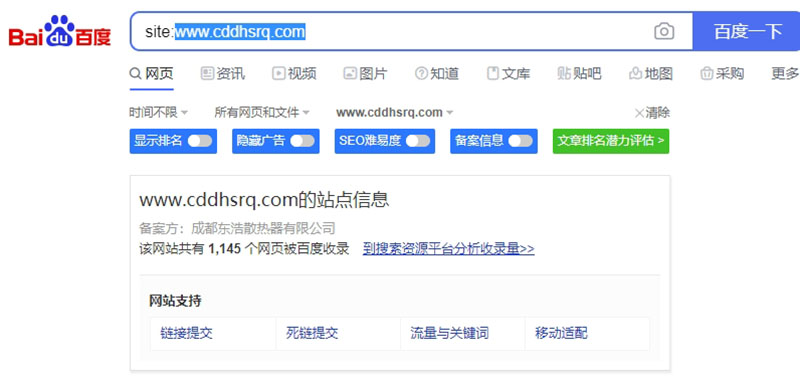 Bai du 百度 site:www.cddhsrq.com 百度一下
网页 资讯 视频 图片 知道 文库 贴 贴吧 地图 采购 更多
时间不限 所有网页和文件 www.cddhsrq.com ×清除
显示排名 隐藏广告 SEO难易度 备案信息 文章排名潜力评估 >
www.cddhsrq.com的站点信息
备案方：成都东浩散热器有限公司
该网站共有 1,145 个网页被百度收录 到搜索资源平台分析收录量>>
网站支持
链接提交 死链提交 流量与关键词 移动适配